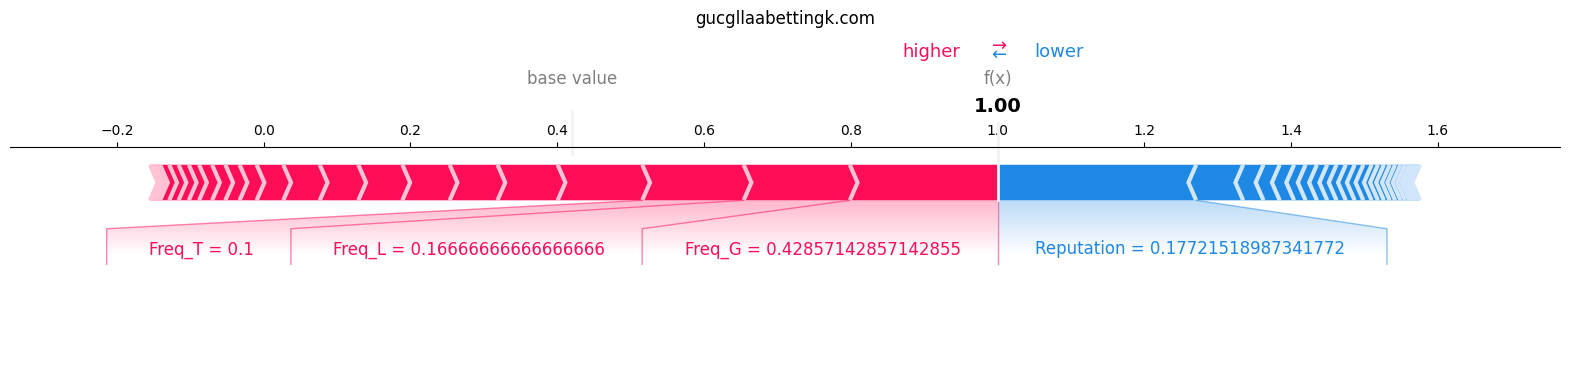 gucgllaabettingk.com
higher ⇄ lower
base value f(x)
1.00
−0.2 0.0 0.2 0.4 0.6 0.8 1.0 1.2 1.4 1.6
Freq_T = 0.1 Freq_L = 0.16666666666666666 Freq_G = 0.42857142857142855 Reputation = 0.17721518987341772